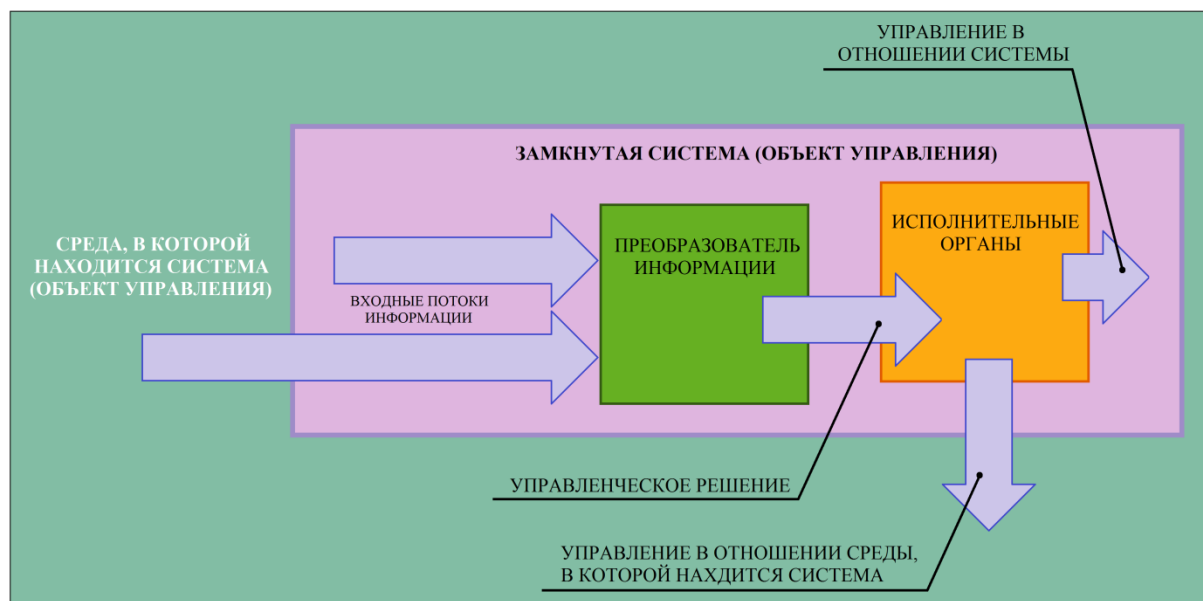 УПРАВЛЕНИЕ В
ОТНОШЕНИИ СИСТЕМЫ
ЗАМКНУТАЯ СИСТЕМА (ОБЪЕКТ УПРАВЛЕНИЯ)
СРЕДА, В КОТОРОЙ
НАХОДИТСЯ СИСТЕМА
(ОБЪЕКТ УПРАВЛЕНИЯ)
ВХОДНЫЕ ПОТОКИ
ИНФОРМАЦИИ
ПРЕОБРАЗОВАТЕЛЬ
ИНФОРМАЦИИ
ИСПОЛНИТЕЛЬНЫЕ
ОРГАНЫ
УПРАВЛЕНЧЕСКОЕ РЕШЕНИЕ
УПРАВЛЕНИЕ В ОТНОШЕНИИ СРЕДЫ,
В КОТОРОЙ НАХДИТСЯ СИСТЕМА